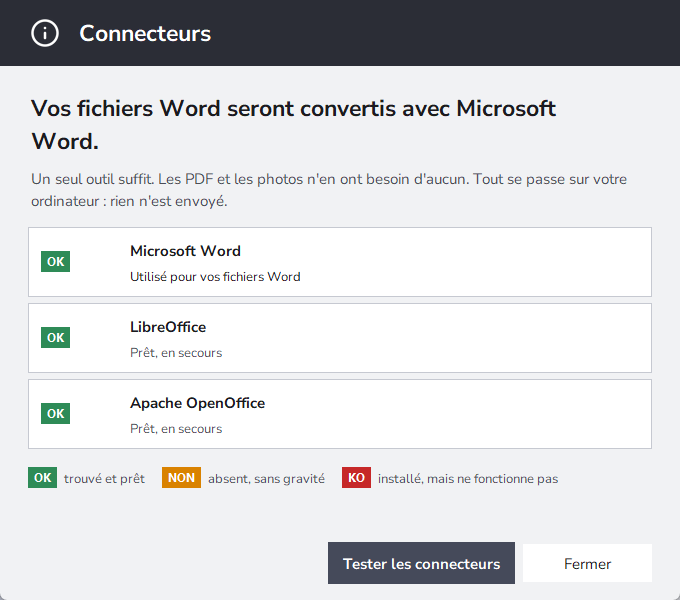 Connecteurs
Vos fichiers Word seront convertis avec Microsoft
Word.
Un seul outil suffit. Les PDF et les photos n'en ont besoin d'aucun. Tout se passe sur votre
ordinateur : rien n'est envoyé.
OK
Microsoft Word
Utilisé pour vos fichiers Word
OK
LibreOffice
Prêt, en secours
OK
Apache OpenOffice
Prêt, en secours
OK trouvé et prêt NON absent, sans gravité KO installé, mais ne fonctionne pas
Tester les connecteurs Fermer